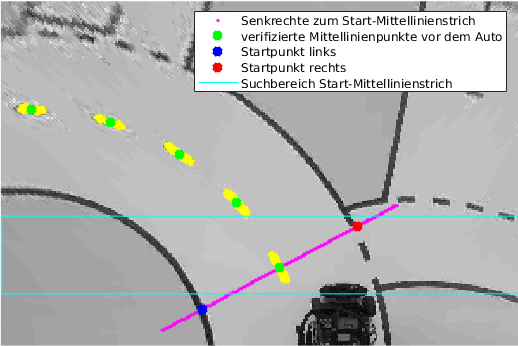 Senkrechte zum Start-Mittellinienstrich
verifizierte Mittellinienpunkte vor dem Auto
Startpunkt links
Startpunkt rechts
Suchbereich Start-Mittellinienstrich